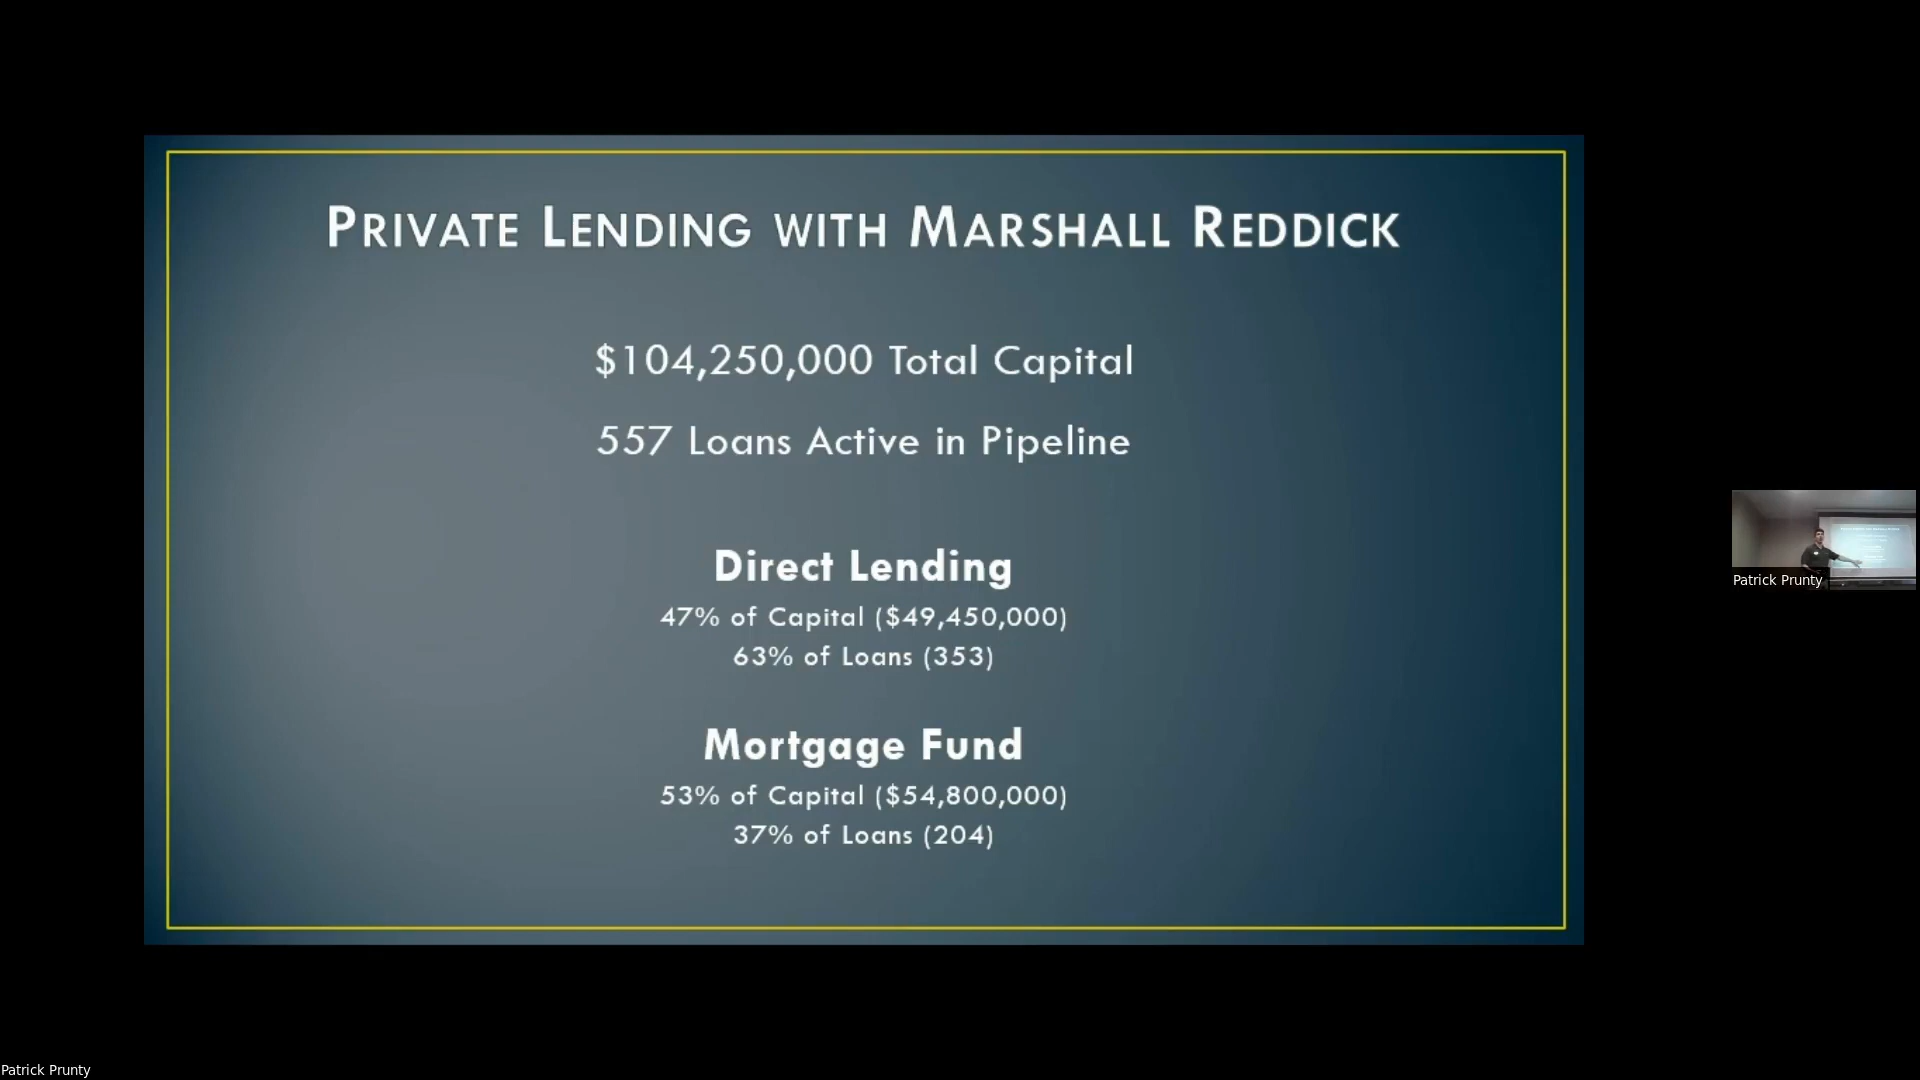 PRIVATE LENDING WITH MARSHALL REDDICK
$104,250,000 Total Capital
557 Loans Active in Pipeline
Direct Lending
47% of Capital ($49,450,000)
63% of Loans (353)
Mortgage Fund
53% of Capital ($54,800,000)
37% of Loans (204)
Patrick Prunty
Patrick Prunty